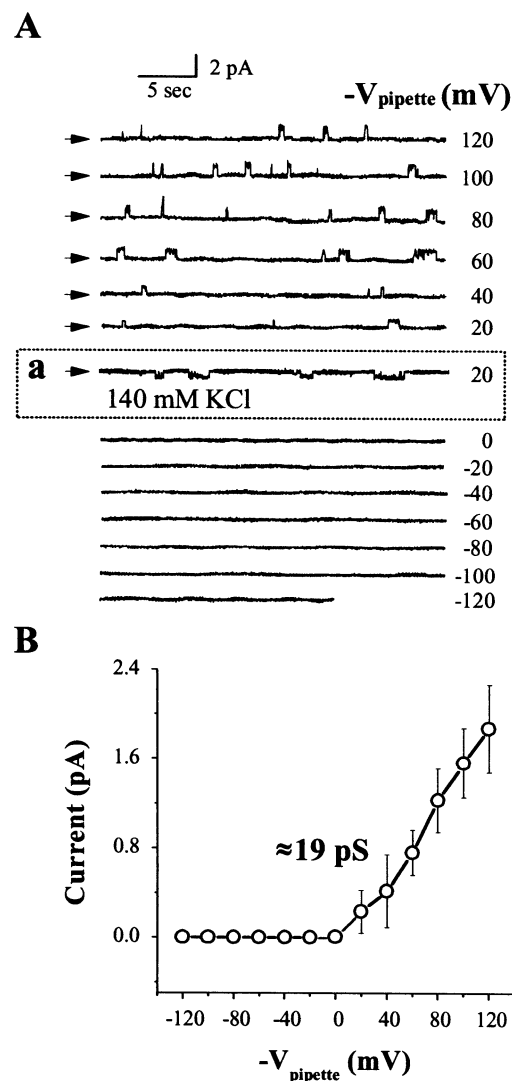 A
2 pA
5 sec
-Vpipette (mV)
120
100
80
60
40
20
a
20
140 mM KCl
0
-20
-40
-60
-80
-100
-120
B
2.4
1.6
0.8
0.0
Current (pA)
≈19 pS
-120 -80 -40 0 40 80 120
-Vpipette (mV)